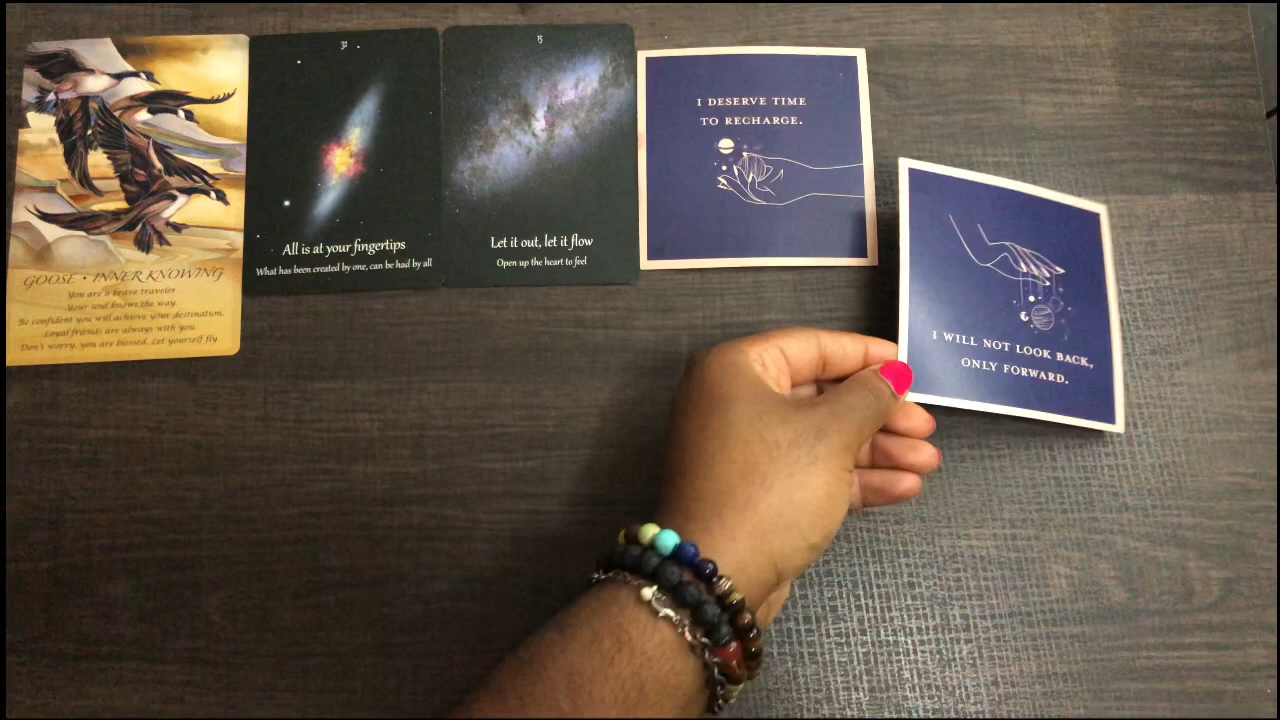 GOOSE • INNER KNOWING
You are a brave traveler
Your soul knows the way.
Be confident you will achieve your destination.
Loyal friends are always with you.
Don't worry, you are blessed. Let yourself fly.
32
All is at your fingertips
What has been created by one, can be had by all
15
Let it out, let it flow
Open up the heart to feel
I DESERVE TIME
TO RECHARGE.
I WILL NOT LOOK BACK,
ONLY FORWARD.